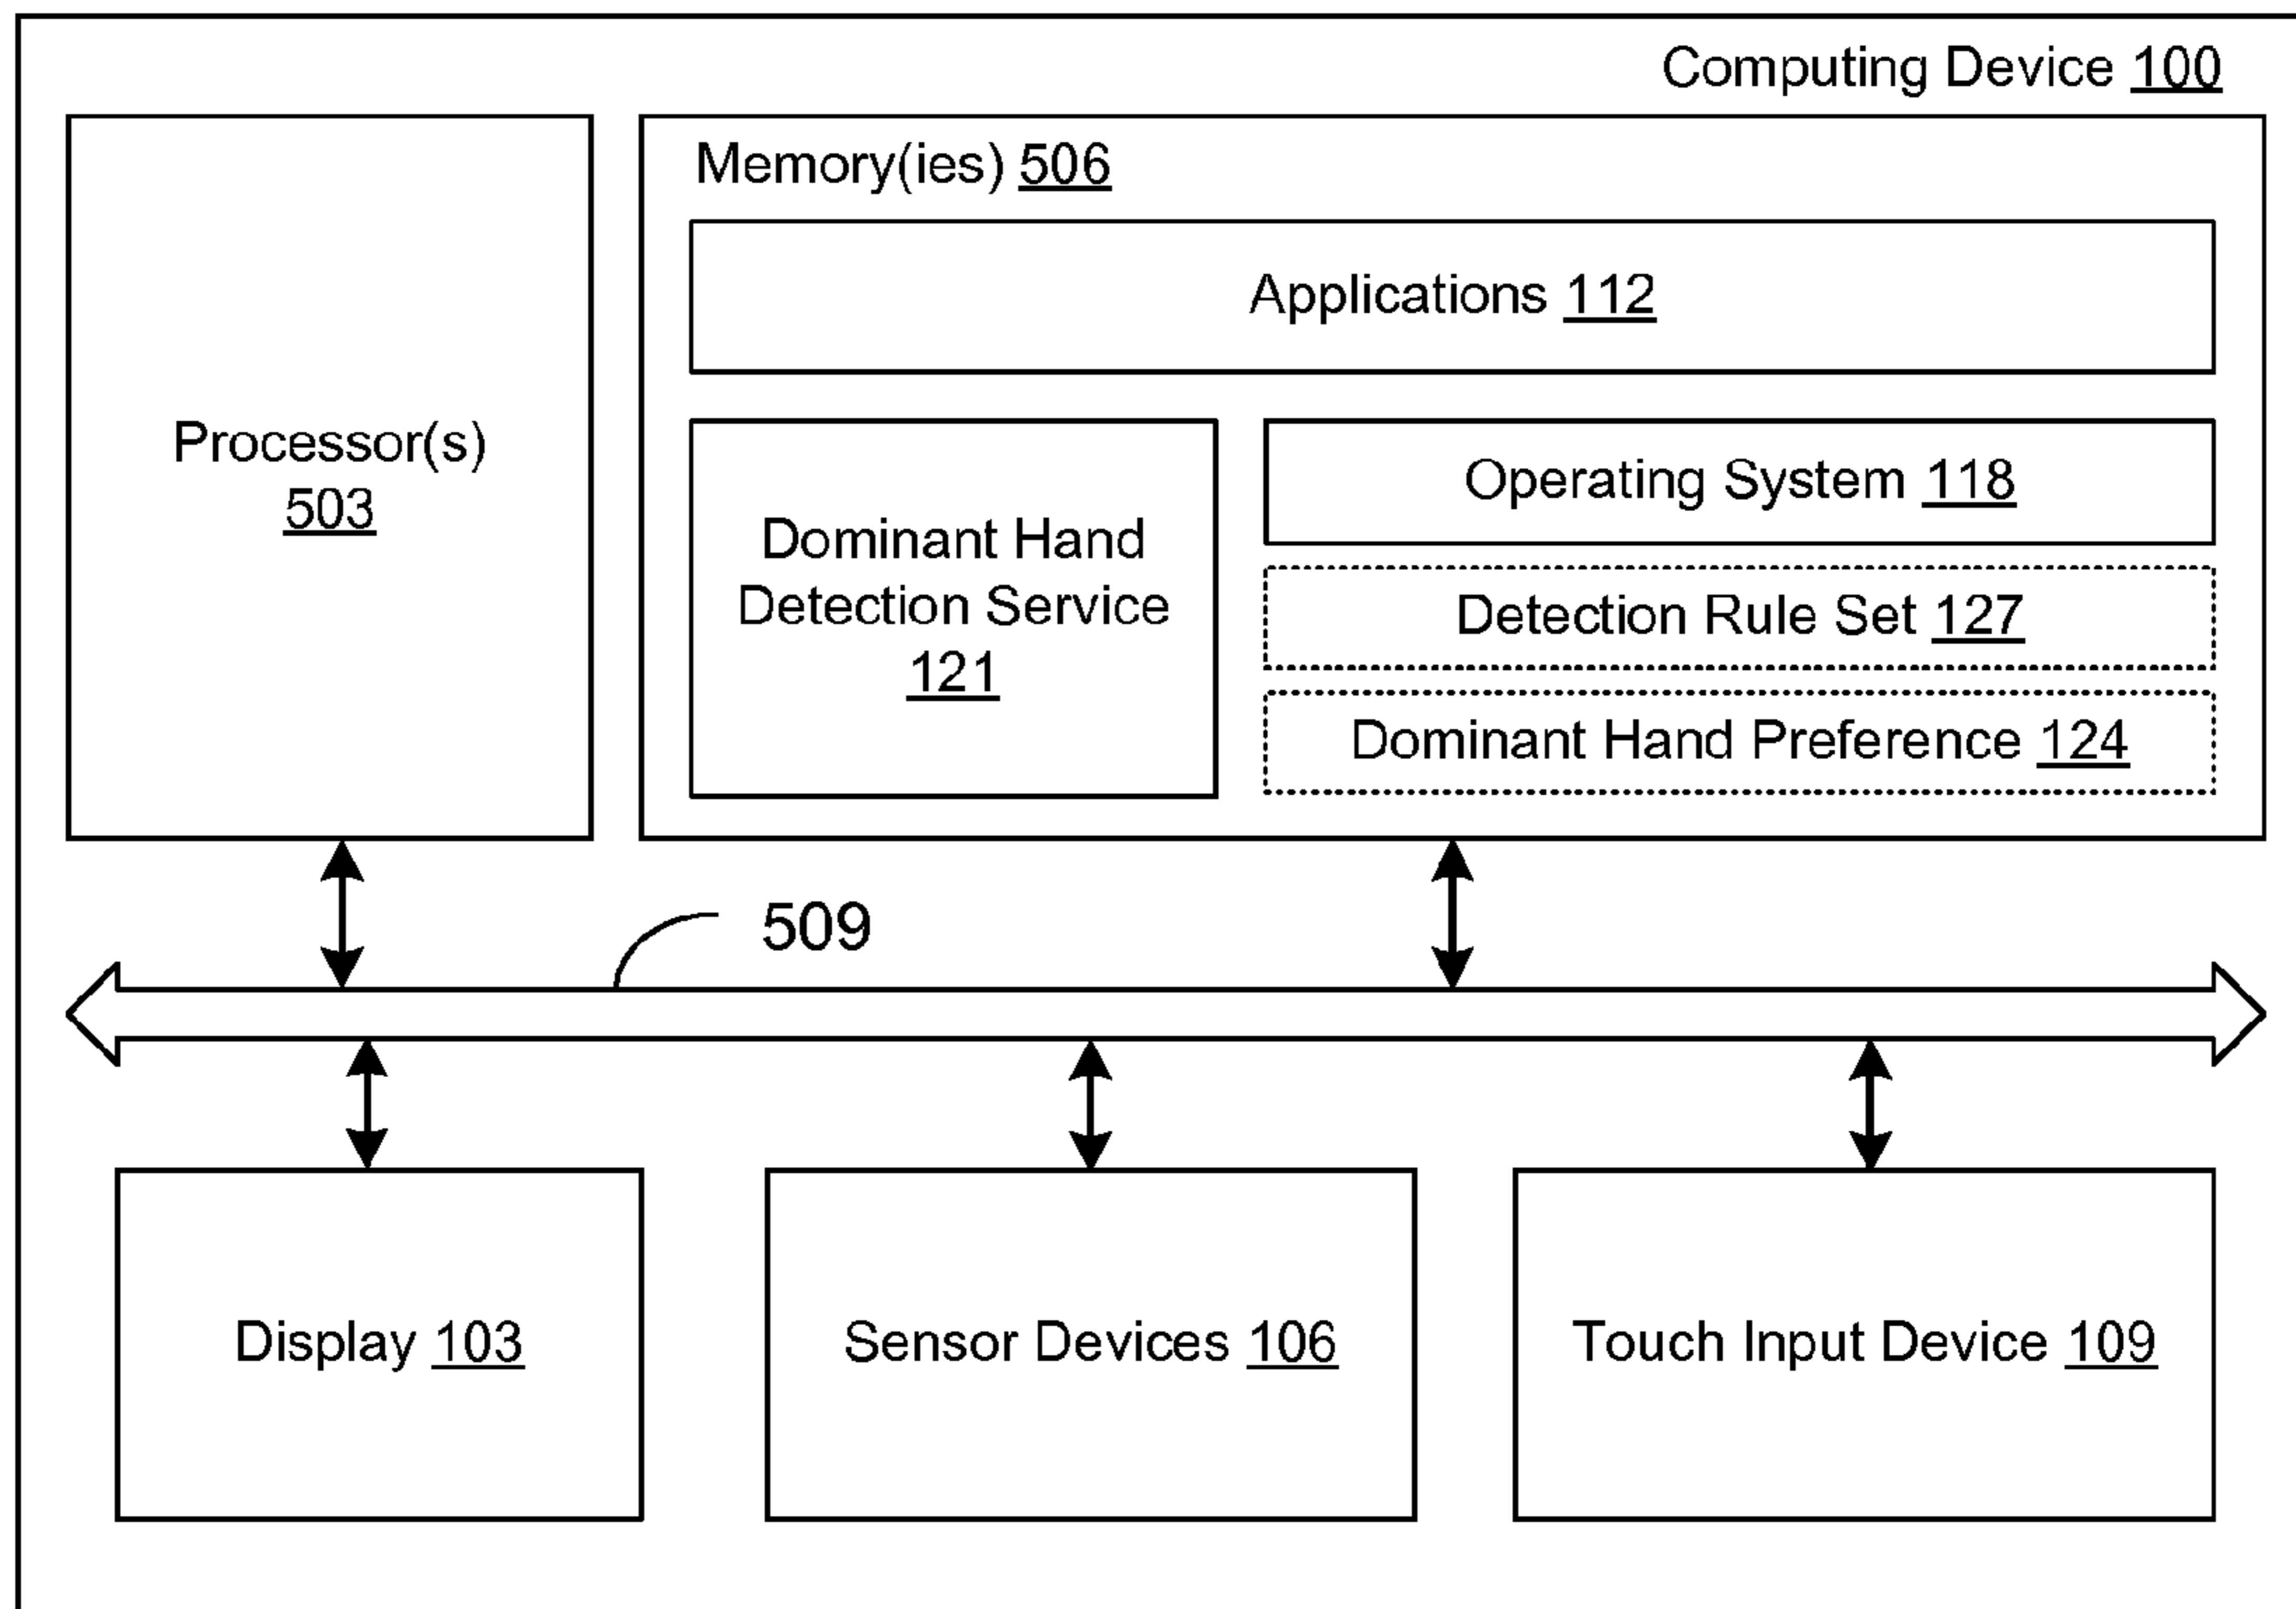 Computing Device 100
Memory(ies) 506
Applications 112
Processor(s)
503
Dominant Hand
Detection Service
121
Operating System 118
Detection Rule Set 127
Dominant Hand Preference 124
509
Display 103
Sensor Devices 106
Touch Input Device 109